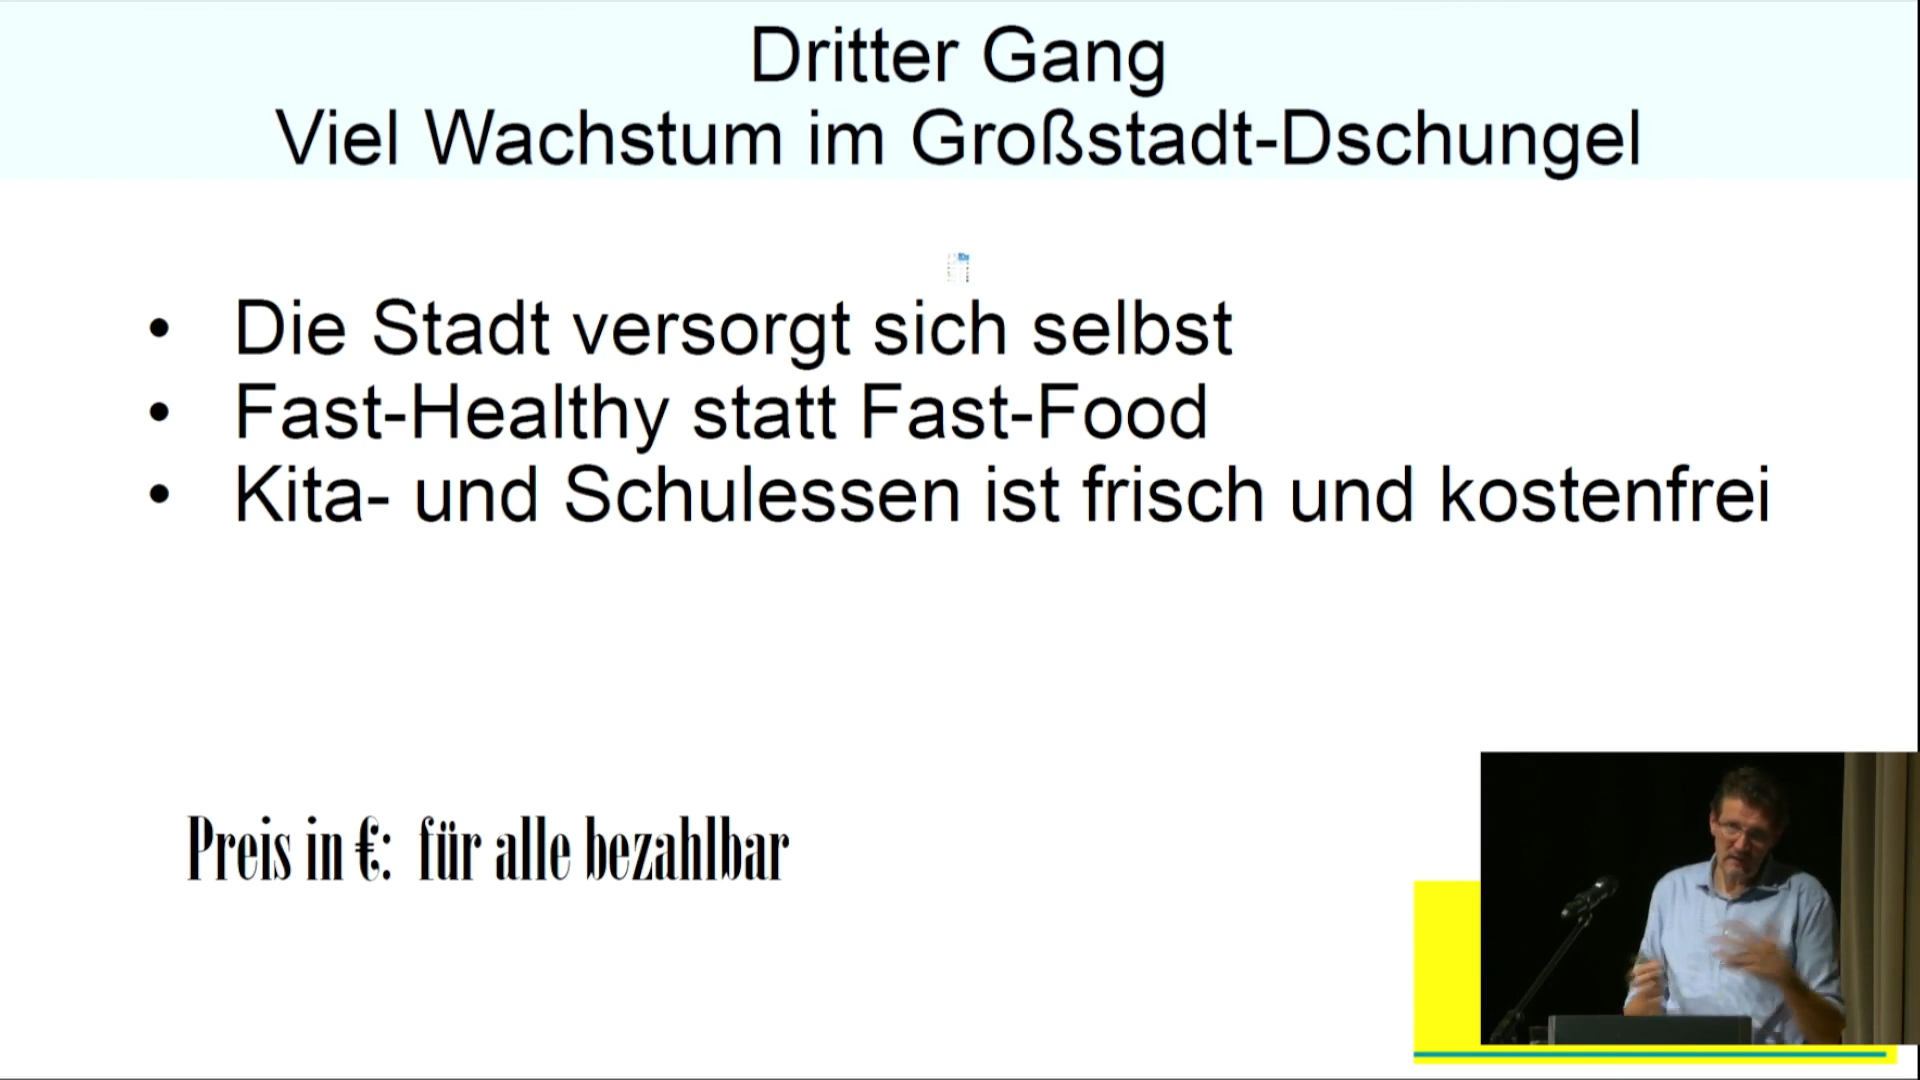 Dritter Gang
Viel Wachstum im Großstadt-Dschungel
• Die Stadt versorgt sich selbst
• Fast-Healthy statt Fast-Food
• Kita- und Schulessen ist frisch und kostenfrei
Preis in €: für alle bezahlbar